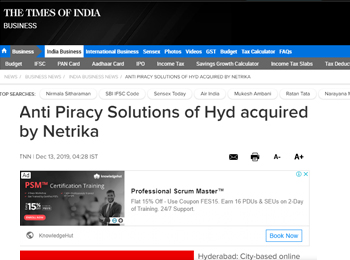 THE TIMES OF INDIA
BUSINESS
Business India Business International Business Sensex Photos Videos GST Budget Tax Calculator FAQs
Budget IFSC PAN Card Aadhaar Card IPO Income Tax Savings Calculator Income Tax Slabs Tax Deduc
NEWS / BUSINESS NEWS / INDIA BUSINESS NEWS / ANTI PIRACY SOLUTIONS OF HYD ACQUIRED BY NETRIKA
TOP SEARCHES: Nirmala Sitharaman SBI IFSC Code Sensex Today Air India Mukesh Ambani Ratan Tata Narayana M
Anti Piracy Solutions of Hyd acquired
by Netrika
TNN | Dec 13, 2019, 04:28 IST
A- A+
Ad
KnowledgeHut
PSM™ Certification Training
15%
Professional Scrum Master™
Flat 15% Off - Use Coupon FES15. Earn 16 PDUs & SEUs on 2-Day
of Training. 24/7 Support
KnowledgeHut
Book Now
Hyderabad: City-based online